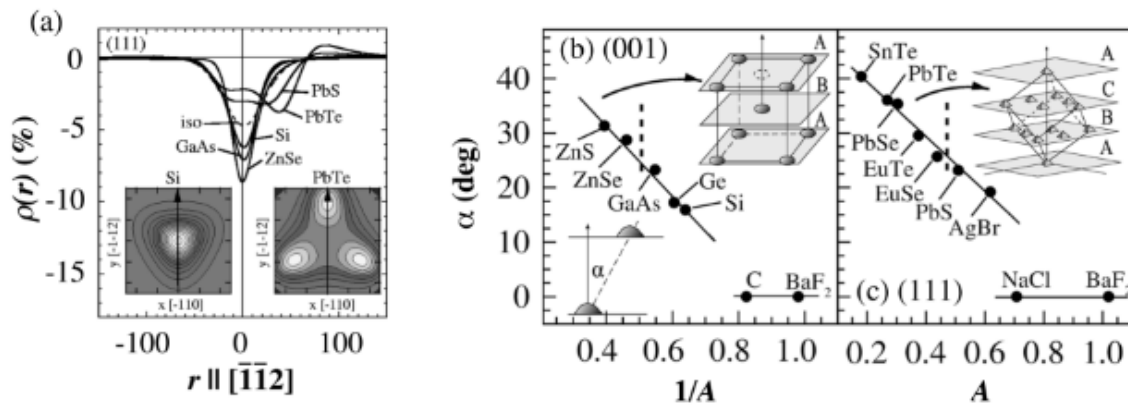 (a)
(111)
0
-5
-10
-15
ρ(r) (%)
PbS
PbTe
iso
Si
GaAs
ZnSe
Si
PbTe
y [-1-12]
x [-110]
y [-1-12]
x [-110]
-100
0
100
r || [1̄1̄2]
(b) (001)
α (deg)
40
30
20
10
0
A
B
A
ZnS
ZnSe
GaAs
Ge
Si
α
C
BaF2
0.4
0.6
0.8
1.0
1/A
SnTe
PbTe
PbSe
EuTe
EuSe
PbS
AgBr
A
C
B
A
(c) (111)
NaCl
BaF
0.2
0.4
0.6
0.8
1.0
A